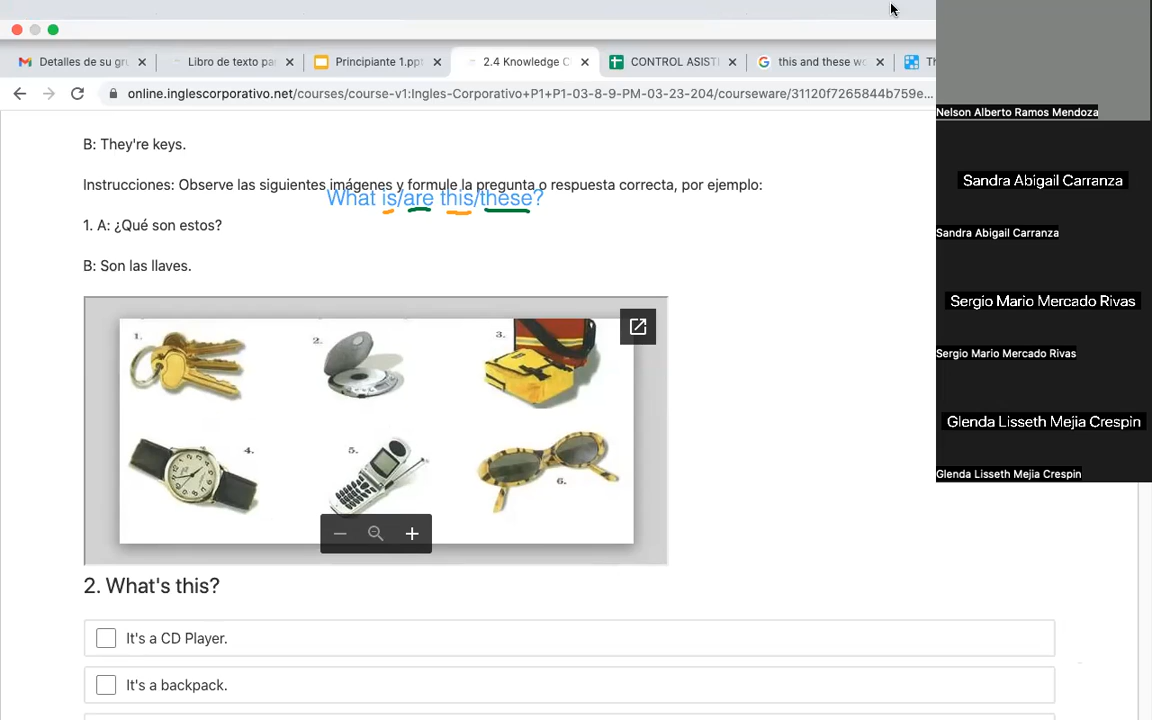 Detalles de su gru
Libro de texto pa
Principiante 1.ppt
2.4 Knowledge C
CONTROL ASIST
this and these wo
Th
online.inglescorporativo.net/courses/course-v1:Ingles-Corporativo+P1+P1-03-8-9-PM-03-23-204/courseware/31120f7265844b759e...
Nelson Alberto Ramos Mendoza
B: They're keys.
Sandra Abigail Carranza
Instrucciones: Observe las siguientes imágenes y formule la pregunta o respuesta correcta, por ejemplo:
What is/are this/these?
1. A: ¿Qué son estos?
Sandra Abigail Carranza
B: Son las llaves.
Sergio Mario Mercado Rivas
1.
2.
3.
Sergio Mario Mercado Rivas
Glenda Lisseth Mejia Crespin
4.
5.
6.
Glenda Lisseth Mejia Crespin
2. What's this?
It's a CD Player.
It's a backpack.